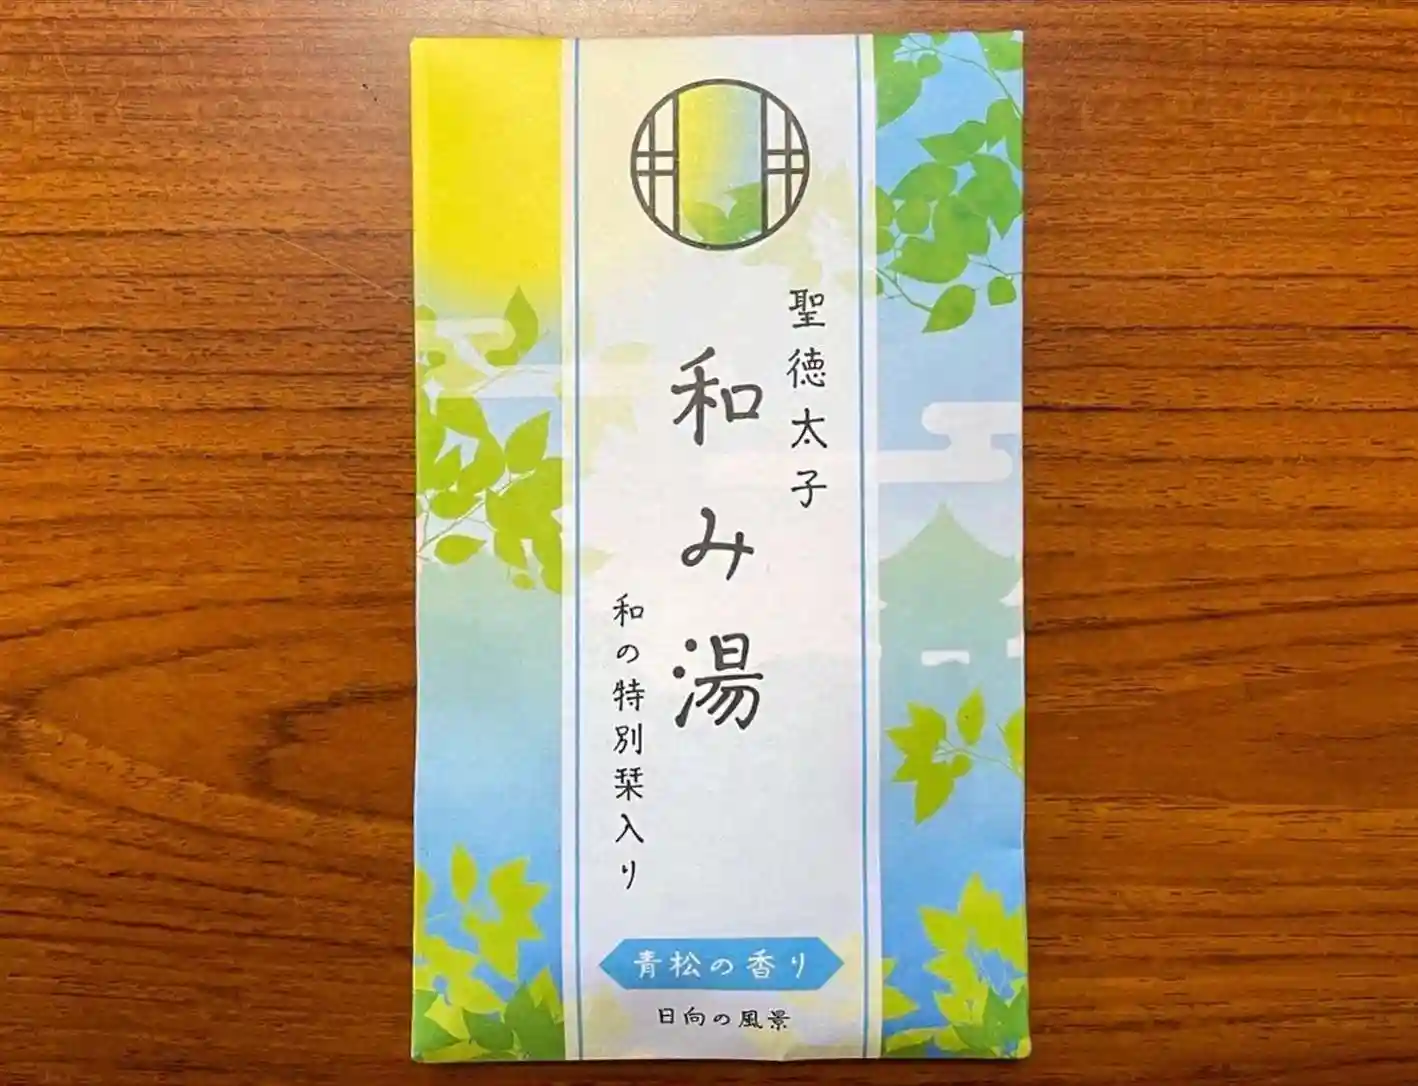 聖徳太子
和み湯
和の特別栞入り
青松の香り
日向の風景